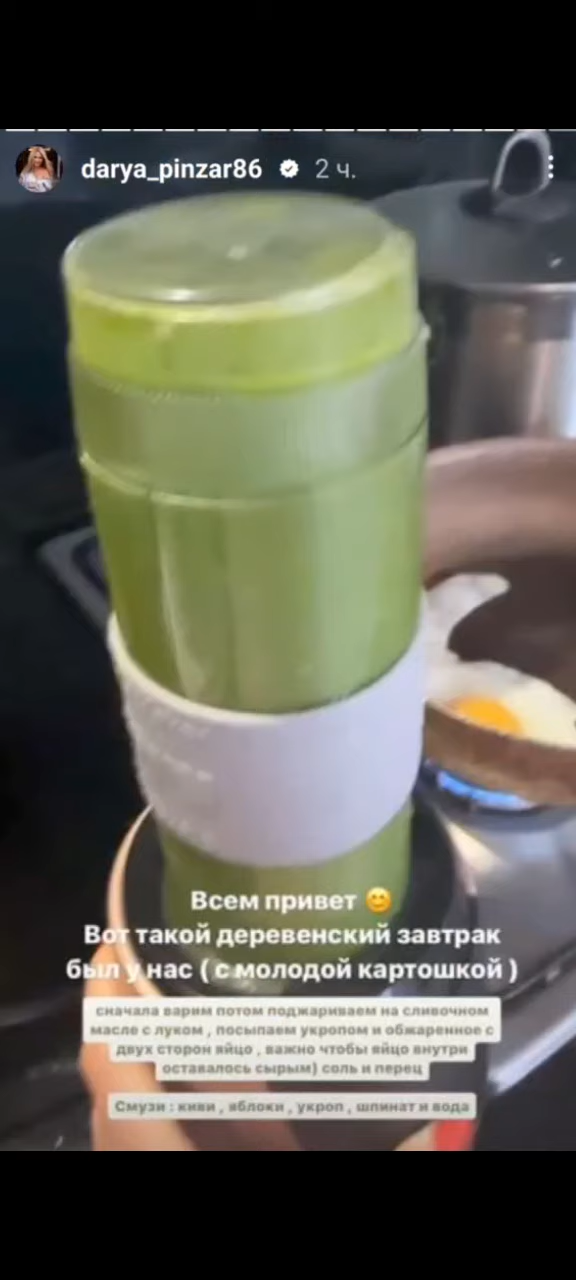 darya_pinzar86 2 ч.
Всем привет 😊
Вот такой деревенский завтрак
был у нас ( с молодой картошкой )
сначала варим потом поджариваем на сливочном
масле с луком , посыпаем укропом и обжаренное с
двух сторон яйцо , важно чтобы яйцо внутри
оставалось сырым) соль и перец
Смузи : киви , яблоки , укроп , шпинат и вода